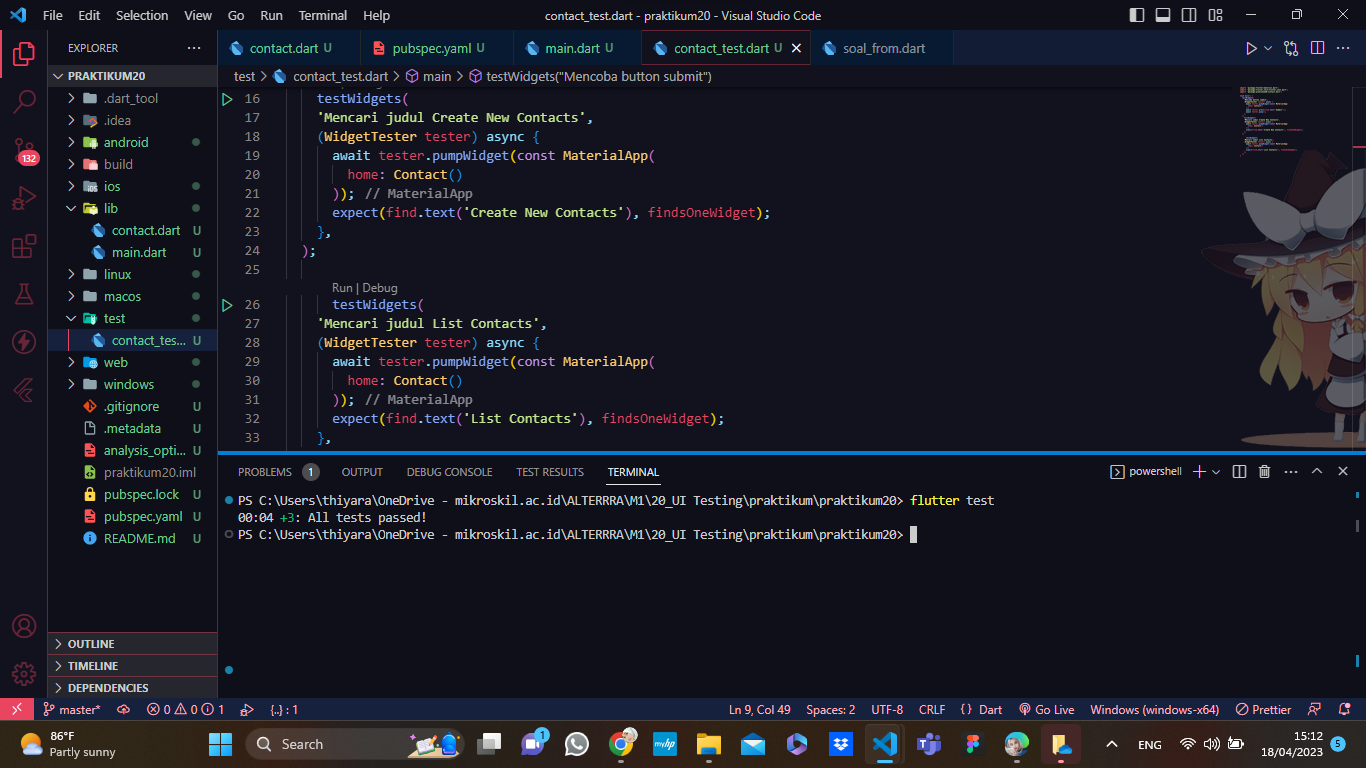 File Edit Selection View Go Run Terminal Help contact_test.dart - praktikum20 - Visual Studio Code
EXPLORER ···
contact.dart U pubspec.yaml U main.dart U contact_test.dart U soal_from.dart
PRAKTIKUM20
test > contact_test.dart > main > testWidgets("Mencoba button submit")
.dart_tool
.idea
android
build
ios
lib
contact.dart U
main.dart U
linux
macos
test
contact_tes... U
web
windows
.gitignore U
.metadata U
analysis_opti... U
praktikum20.iml
pubspec.lock U
pubspec.yaml U
README.md U
OUTLINE
TIMELINE
DEPENDENCIES
132
16 testWidgets(
17 'Mencari judul Create New Contacts',
18 (WidgetTester tester) async {
19 await tester.pumpWidget(const MaterialApp(
20 home: Contact()
21 )); // MaterialApp
22 expect(find.text('Create New Contacts'), findsOneWidget);
23 },
24 );
25
Run | Debug
26 testWidgets(
27 'Mencari judul List Contacts',
28 (WidgetTester tester) async {
29 await tester.pumpWidget(const MaterialApp(
30 home: Contact()
31 )); // MaterialApp
32 expect(find.text('List Contacts'), findsOneWidget);
33 },
PROBLEMS 1 OUTPUT DEBUG CONSOLE TEST RESULTS TERMINAL powershell
PS C:\Users\thiyara\OneDrive - mikroskil.ac.id\ALTERRRA\M1\20_UI Testing\praktikum\praktikum20> flutter test
00:04 +3: All tests passed!
PS C:\Users\thiyara\OneDrive - mikroskil.ac.id\ALTERRRA\M1\20_UI Testing\praktikum\praktikum20>
master* 0 0 1 {..} : 1 Ln 9, Col 49 Spaces: 2 UTF-8 CRLF {} Dart Go Live Windows (windows-x64) Prettier
86°F
Partly sunny
Search
1
myhp
ENG
15:12
18/04/2023
5